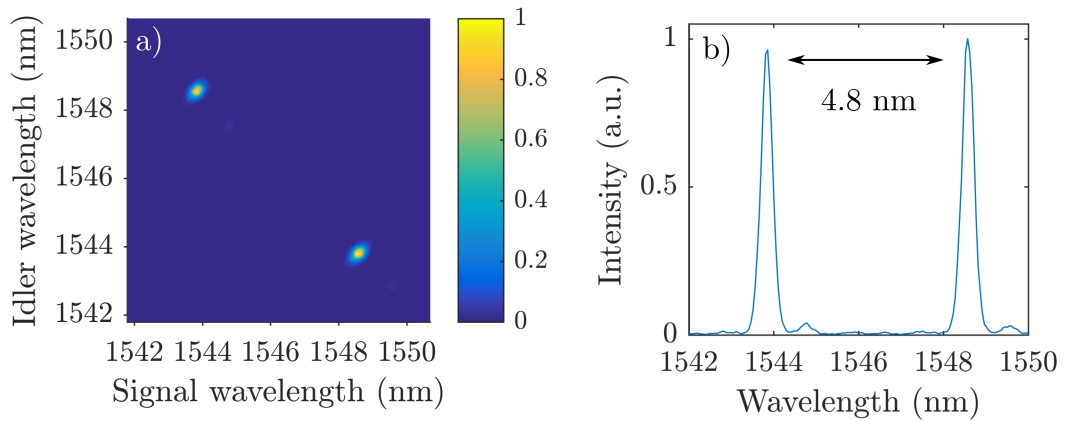 a)
Idler wavelength (nm)
1550
1548
1546
1544
1542
1542 1544 1546 1548 1550
Signal wavelength (nm)
1
0.8
0.6
0.4
0.2
0
b)
4.8 nm
Intensity (a.u.)
1
0.5
0
1542 1544 1546 1548 1550
Wavelength (nm)